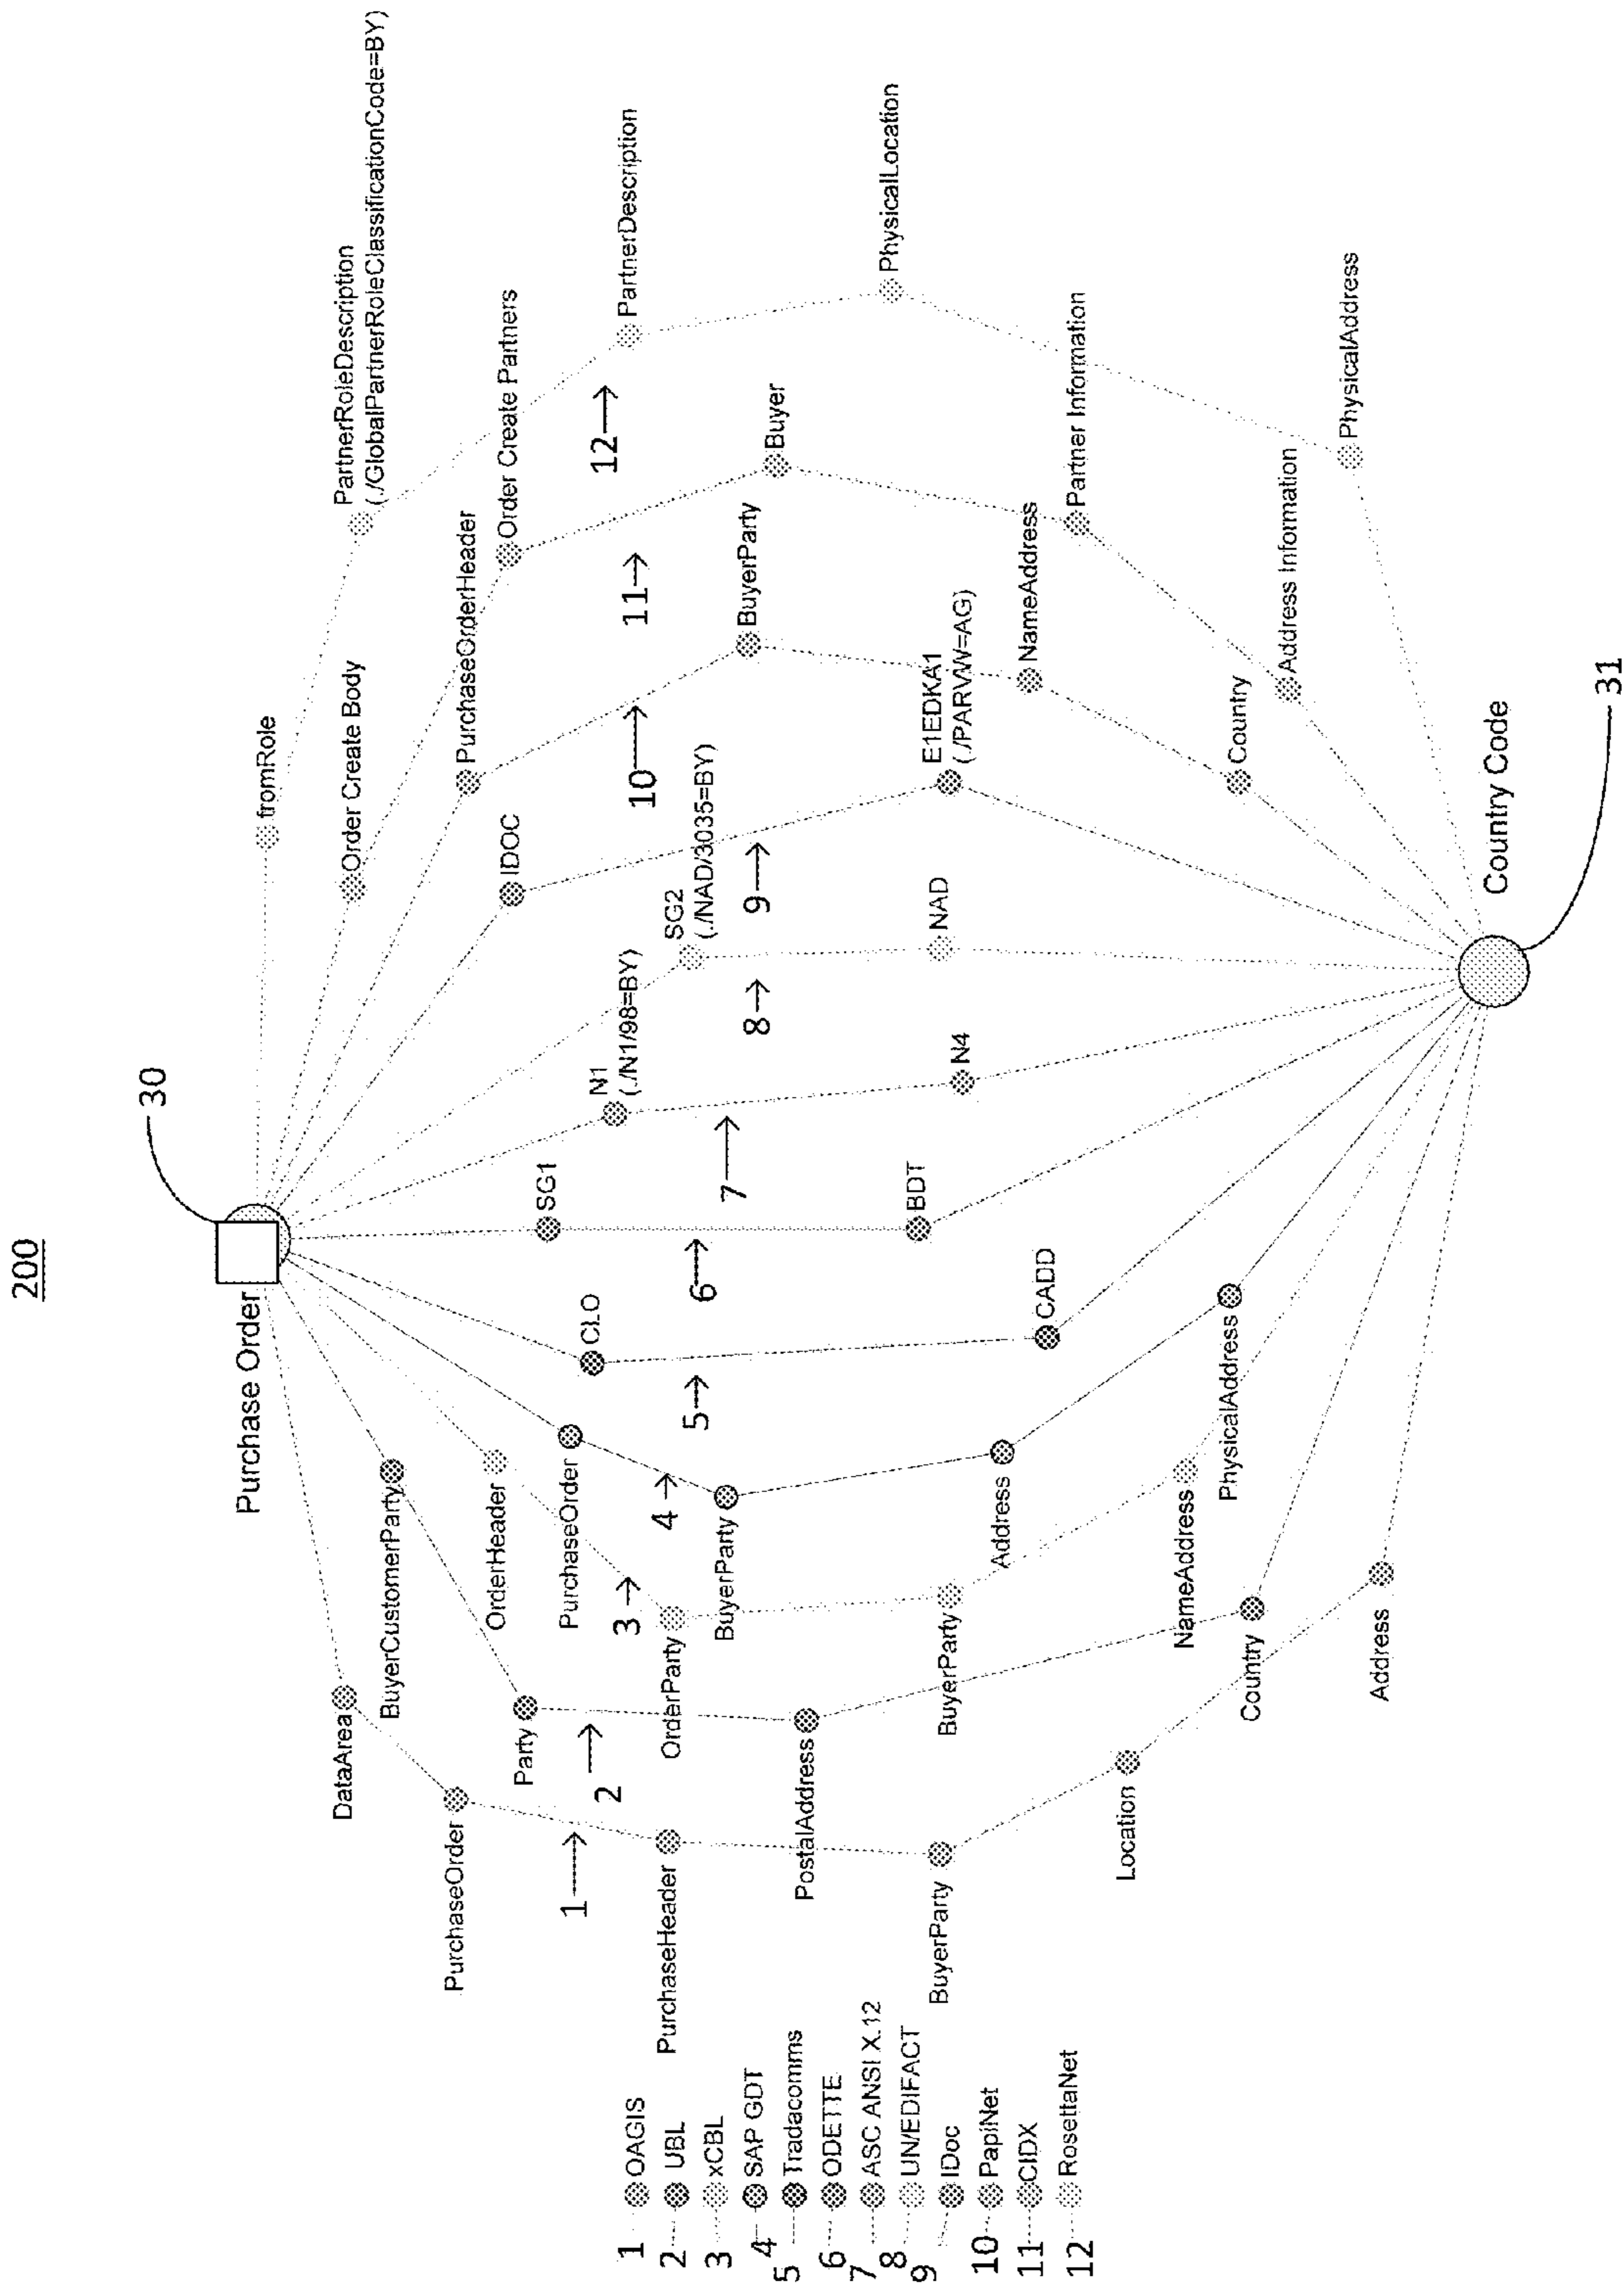 200
30
Purchase Order
DataArea
PurchaseOrder
PurchaseHeader
BuyerParty
Location
Address
BuyerCustomerParty
Party
PostalAddress
Country
OrderHeader
OrderParty
BuyerParty
NameAddress
PurchaseOrder
BuyerParty
Address
PhysicalAddress
CLO
CADD
SG1
BDT
N1
(./N1/98=BY)
N4
SG2
(./NAD/3035=BY)
NAD
IDOC
E1EDKA1
(./PARVW=AG)
PurchaseOrderHeader
BuyerParty
NameAddress
Country
Order Create Body
Order Create Partners
Buyer
Partner Information
Address Information
fromRole
PartnerRoleDescription
(./GlobalPartnerRoleClassificationCode=BY)
PartnerDescription
PhysicalLocation
PhysicalAddress
1
2
3
4
5
6
7
8
9
10
11
12
Country Code
31
1 OAGIS
2 UBL
3 xCBL
4 SAP GDT
5 Tradacomms
6 ODETTE
7 ASC ANSI X.12
8 UN/EDIFACT
9 IDoc
10 PapiNet
11 CIDX
12 RosettaNet